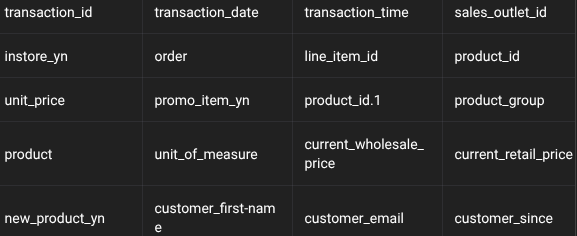 transaction_id
transaction_date
transaction_time
sales_outlet_id
instore_yn
order
line_item_id
product_id
unit_price
promo_item_yn
product_id.1
product_group
product
unit_of_measure
current_wholesale_
price
current_retail_price
new_product_yn
customer_first-nam
e
customer_email
customer_since